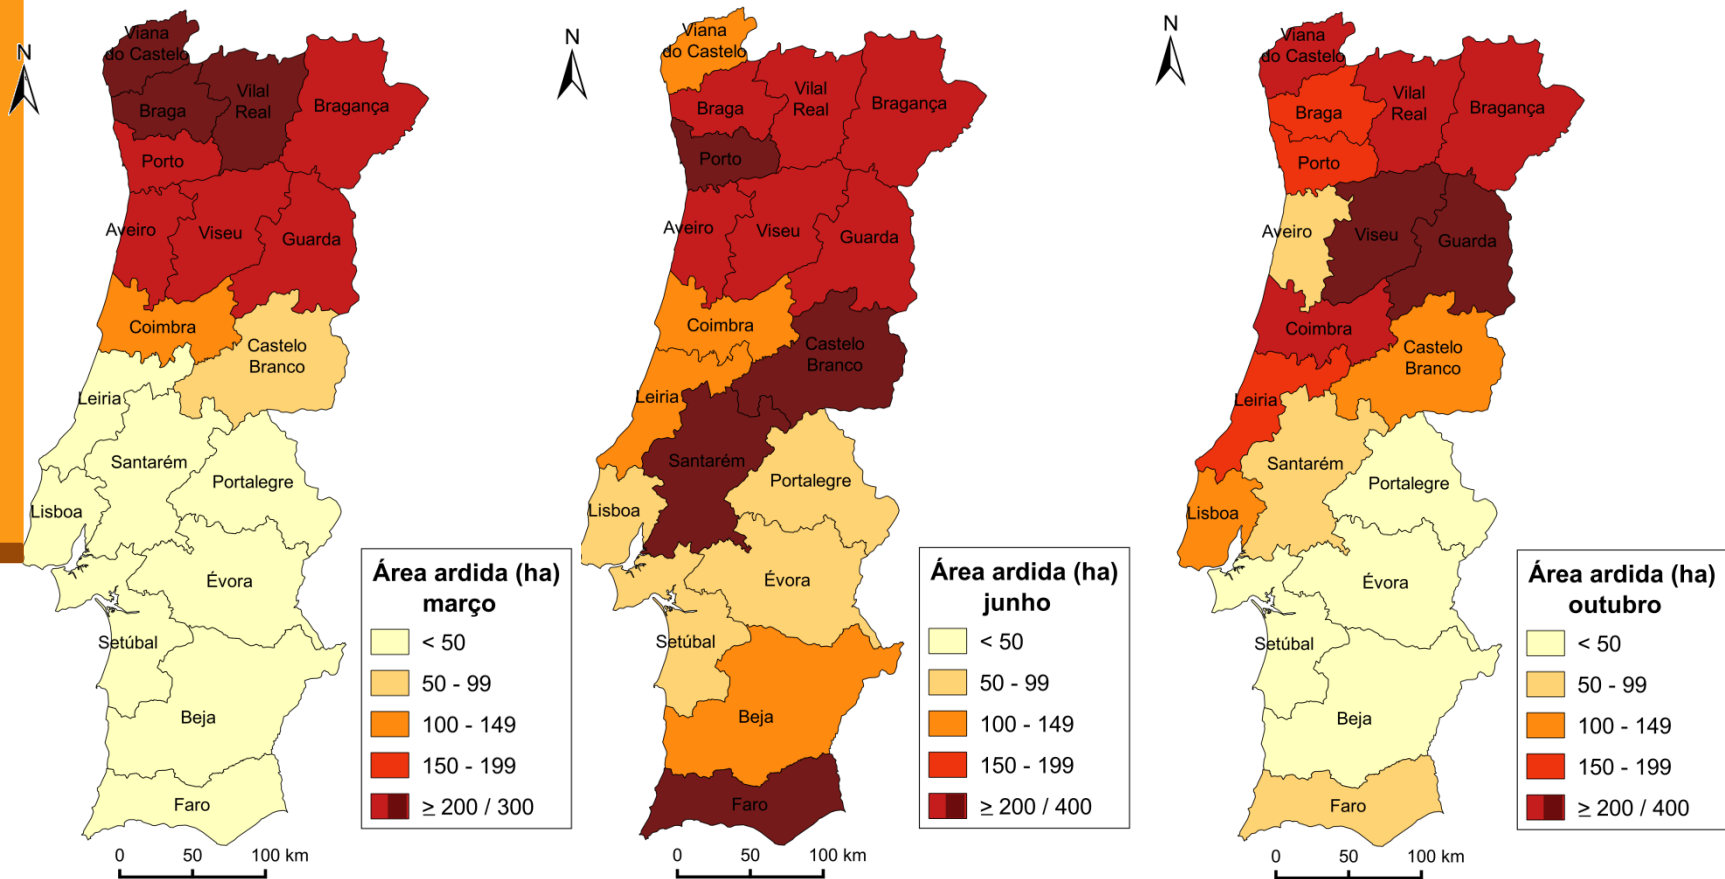 N
Viana
do Castelo
Braga
Vilal
Real
Bragança
Porto
Aveiro
Viseu
Guarda
Coimbra
Castelo
Branco
Leiria
Santarém
Portalegre
Lisboa
Évora
Setúbal
Beja
Faro
Área ardida (ha)
março
< 50
50 - 99
100 - 149
150 - 199
≥ 200 / 300
0 50 100 km
N
Viana
do Castelo
Braga
Vilal
Real
Bragança
Porto
Aveiro
Viseu
Guarda
Coimbra
Castelo
Branco
Leiria
Santarém
Portalegre
Lisboa
Évora
Setúbal
Beja
Faro
Área ardida (ha)
junho
< 50
50 - 99
100 - 149
150 - 199
≥ 200 / 400
0 50 100 km
N
Viana
do Castelo
Braga
Vilal
Real
Bragança
Porto
Aveiro
Viseu
Guarda
Coimbra
Castelo
Branco
Leiria
Santarém
Portalegre
Lisboa
Évora
Setúbal
Beja
Faro
Área ardida (ha)
outubro
< 50
50 - 99
100 - 149
150 - 199
≥ 200 / 400
0 50 100 km